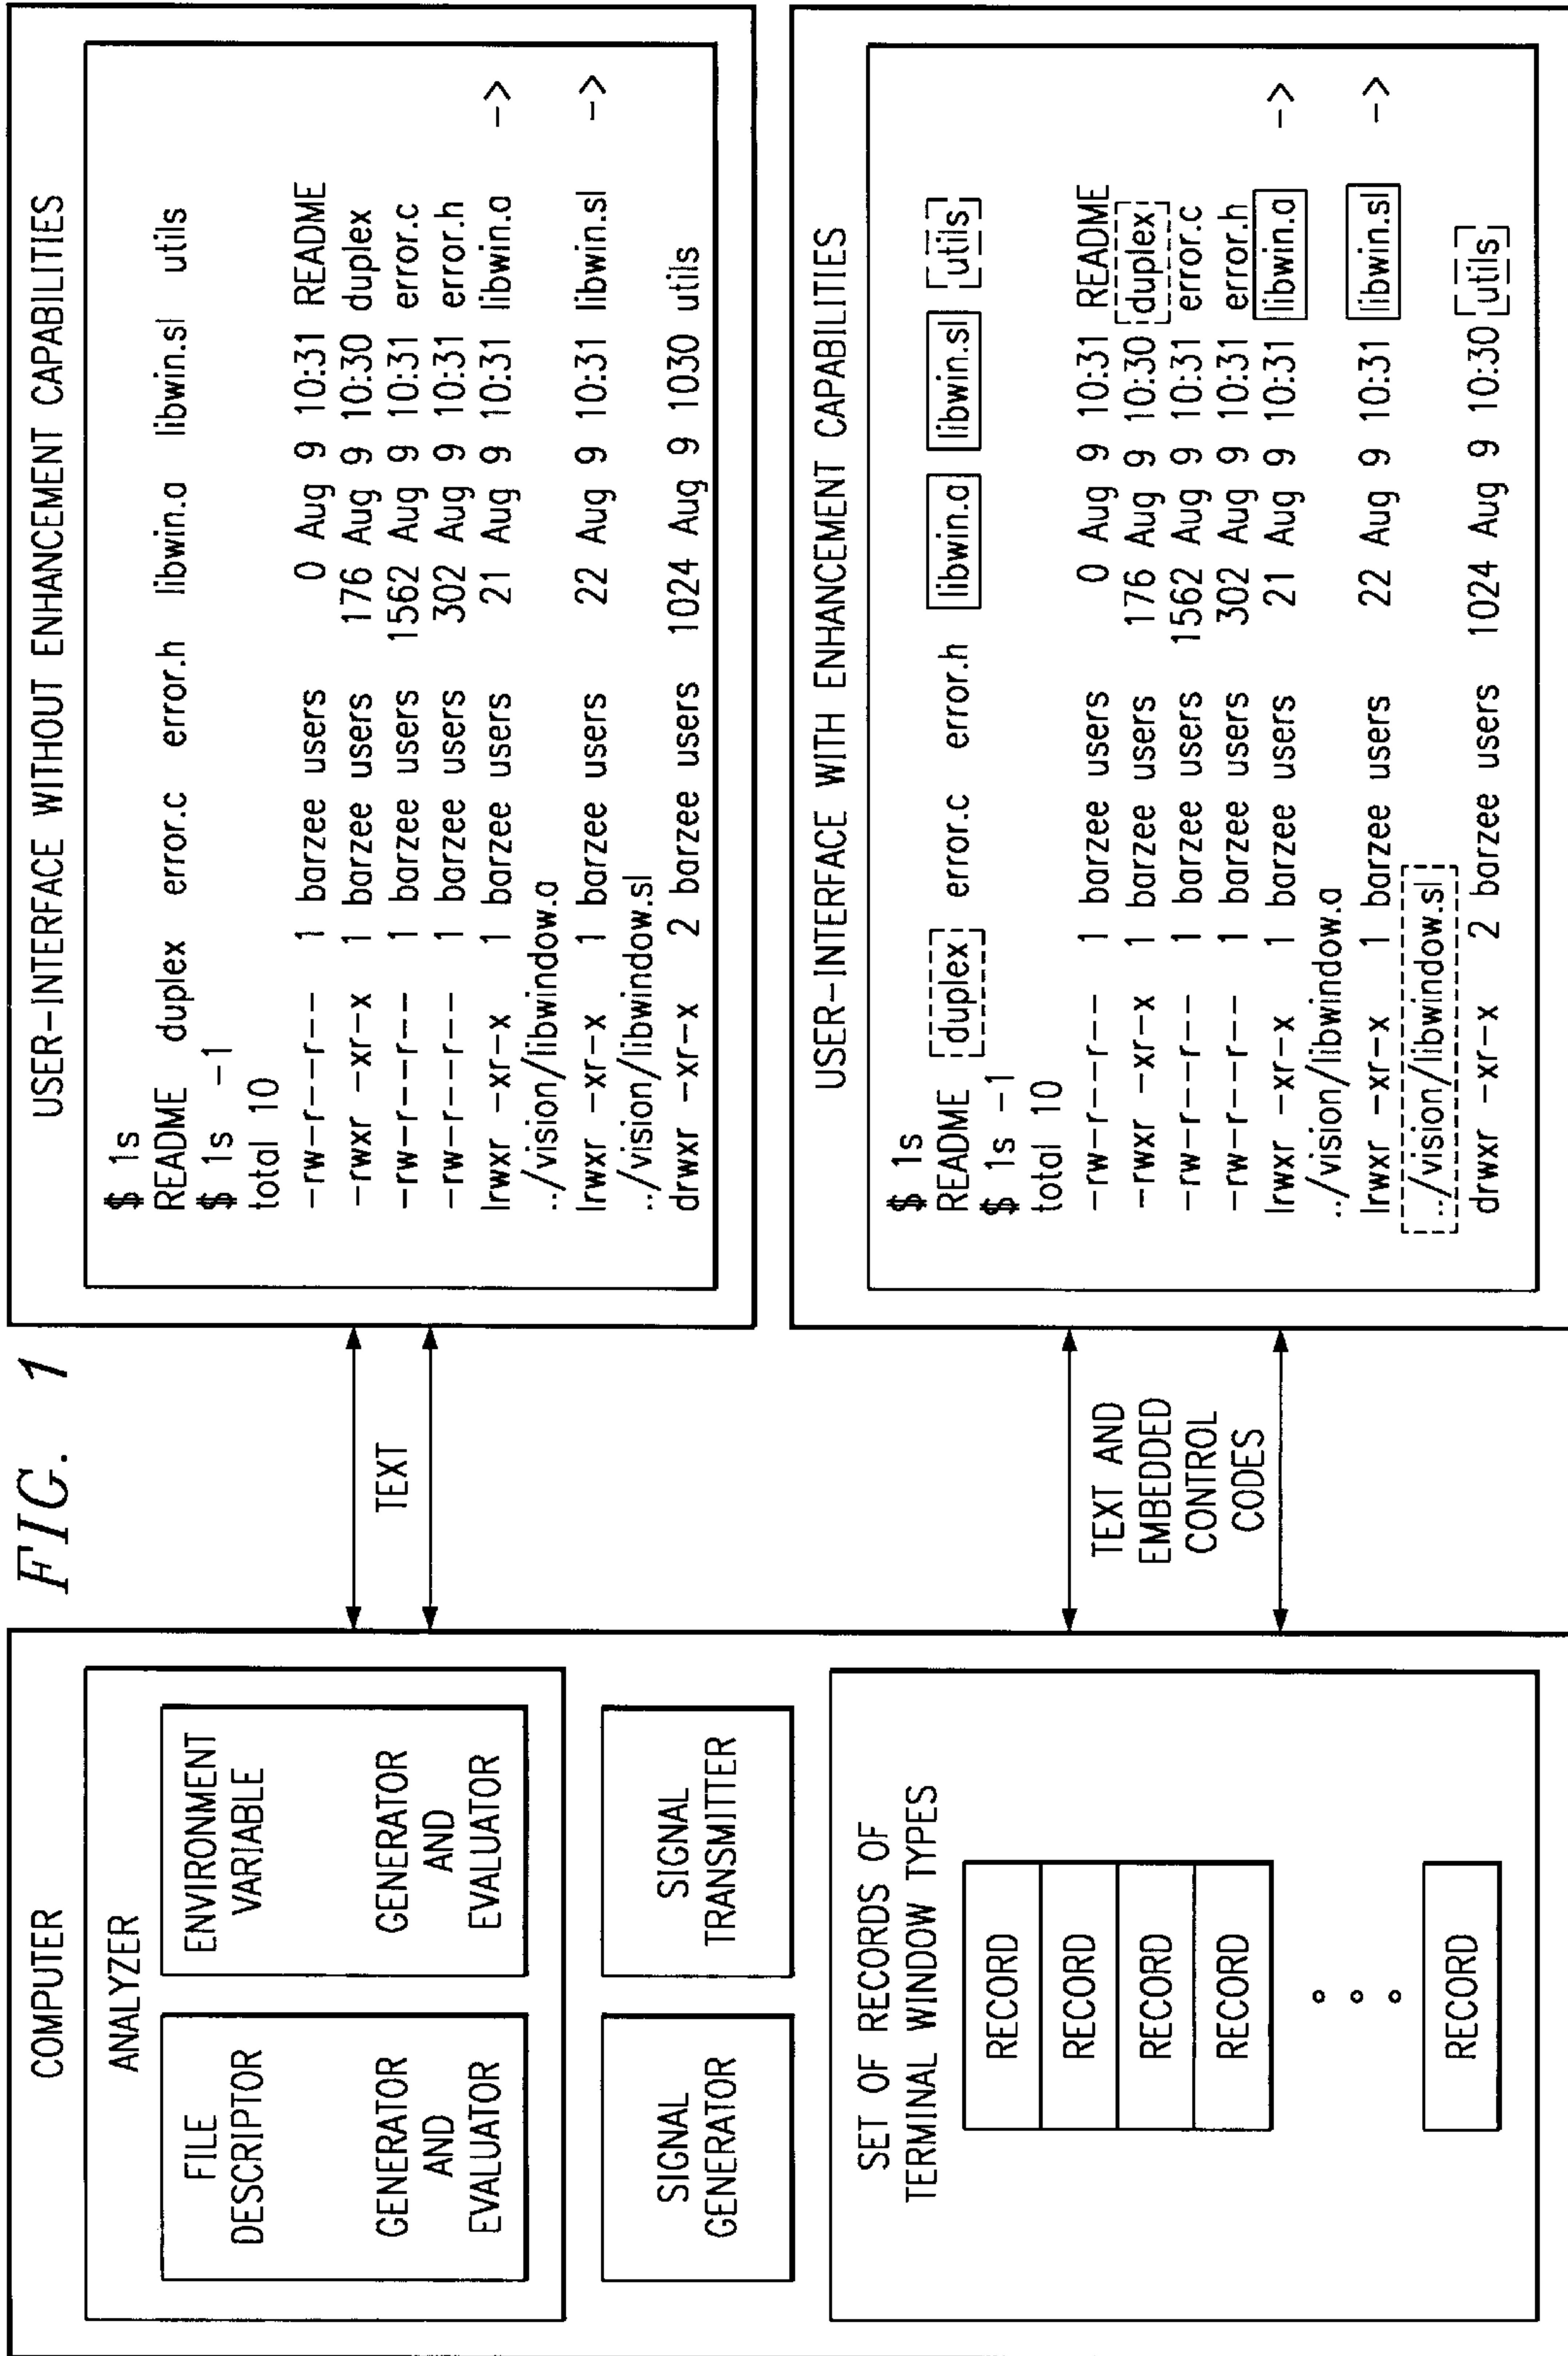 FIG. 1
COMPUTER
ANALYZER
FILE
DESCRIPTOR
GENERATOR
AND
EVALUATOR
ENVIRONMENT
VARIABLE
GENERATOR
AND
EVALUATOR
SIGNAL
GENERATOR
SIGNAL
TRANSMITTER
SET OF RECORDS OF
TERMINAL WINDOW TYPES
RECORD
RECORD
RECORD
RECORD
RECORD
TEXT
TEXT AND
EMBEDDED
CONTROL
CODES
USER-INTERFACE WITHOUT ENHANCEMENT CAPABILITIES
$ 1s
README duplex error.c error.h libwin.a libwin.sl utils
$ 1s -1
total 10
-rw-r---r-- 1 barzee users 0 Aug 9 10:31 README
-rwxr -xr-x 1 barzee users 176 Aug 9 10:30 duplex
-rw-r---r-- 1 barzee users 1562 Aug 9 10:31 error.c
-rw-r---r-- 1 barzee users 302 Aug 9 10:31 error.h
lrwxr -xr-x 1 barzee users 21 Aug 9 10:31 libwin.a ->
../vision/libwindow.a
lrwxr -xr-x 1 barzee users 22 Aug 9 10:31 libwin.sl ->
../vision/libwindow.sl
drwxr -xr-x 2 barzee users 1024 Aug 9 1030 utils
USER-INTERFACE WITH ENHANCEMENT CAPABILITIES
$ 1s
README duplex error.c error.h libwin.a libwin.sl utils
$ 1s -1
total 10
-rw-r---r-- 1 barzee users 0 Aug 9 10:31 README
-rwxr -xr-x 1 barzee users 176 Aug 9 10:30 duplex
-rw-r---r-- 1 barzee users 1562 Aug 9 10:31 error.c
-rw-r---r-- 1 barzee users 302 Aug 9 10:31 error.h
lrwxr -xr-x 1 barzee users 21 Aug 9 10:31 libwin.a ->
../vision/libwindow.a
lrwxr -xr-x 1 barzee users 22 Aug 9 10:31 libwin.sl ->
../vision/libwindow.sl
drwxr -xr-x 2 barzee users 1024 Aug 9 10:30 utils